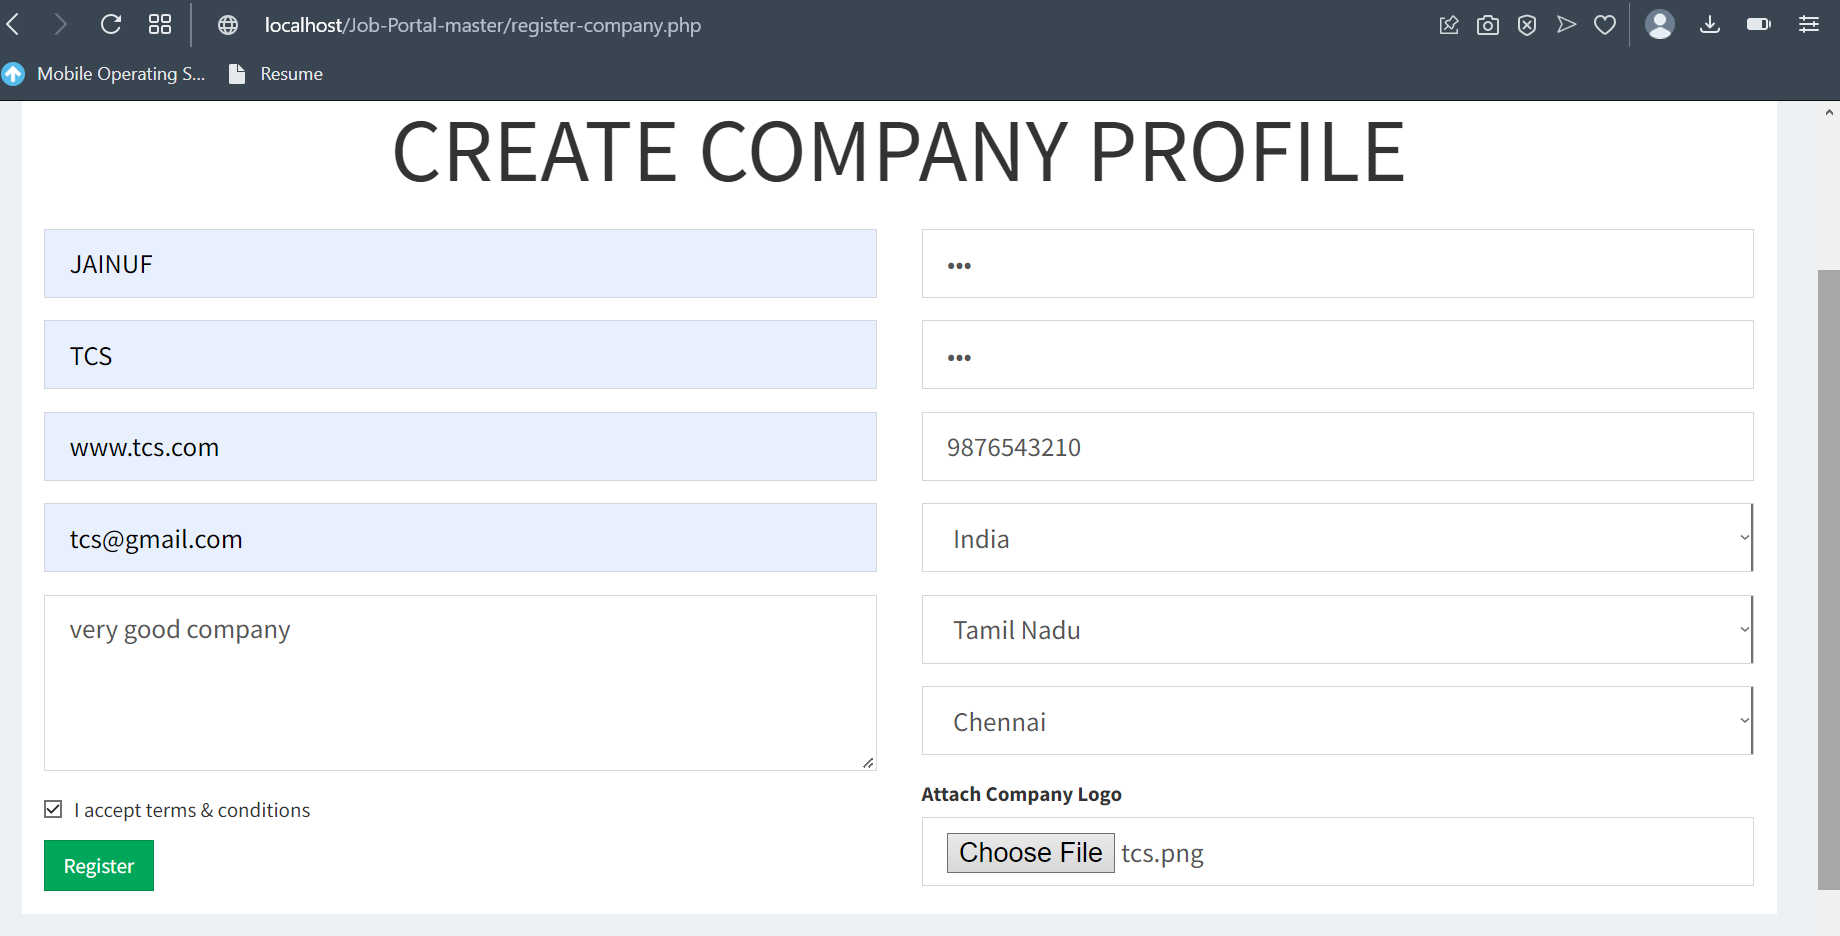 localhost/Job-Portal-master/register-company.php
Mobile Operating S... Resume
CREATE COMPANY PROFILE
JAINUF
TCS
www.tcs.com
tcs@gmail.com
very good company
I accept terms & conditions
Register
•••
•••
9876543210
India
Tamil Nadu
Chennai
Attach Company Logo
Choose File tcs.png